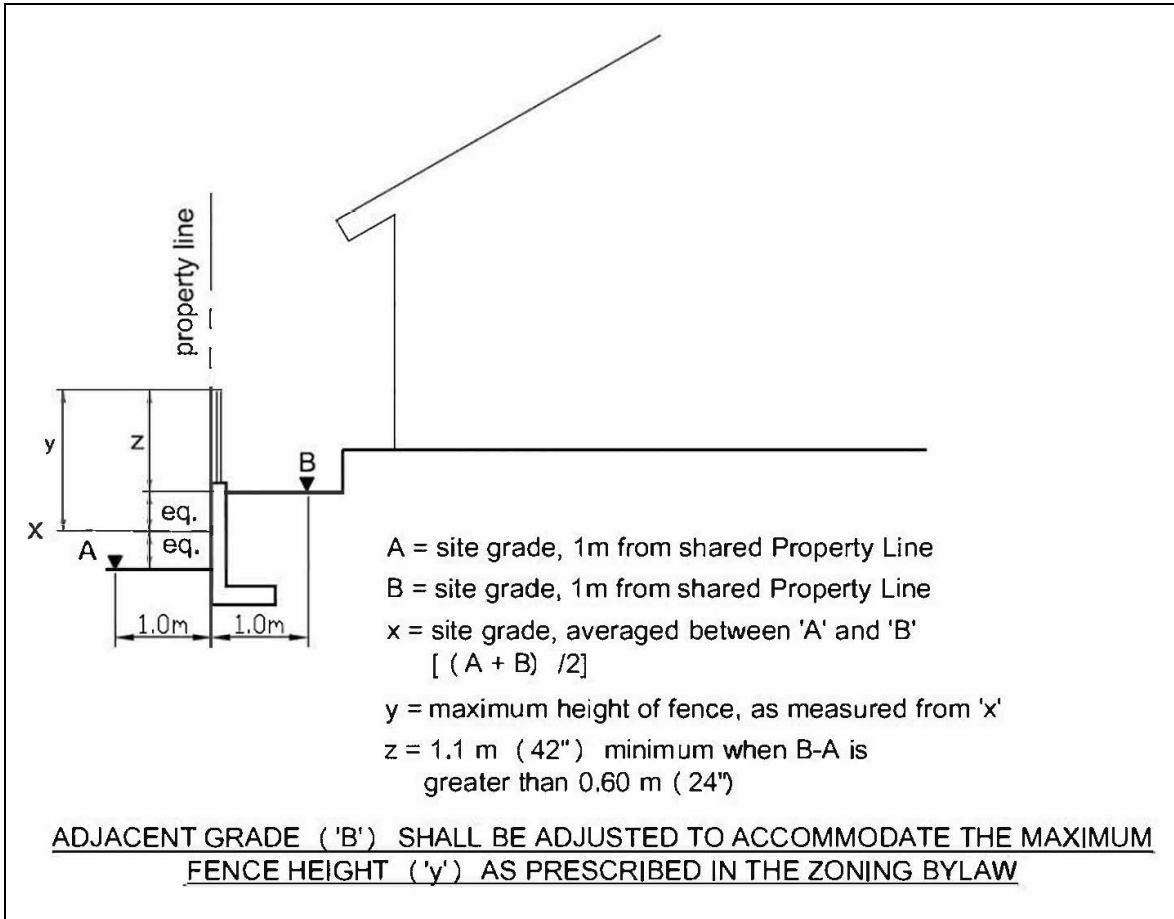 property line
y
z
B
eq.
x
eq.
A
1.0m
1.0m
A = site grade, 1m from shared Property Line
B = site grade, 1m from shared Property Line
x = site grade, averaged between 'A' and 'B'
[ (A + B) /2]
y = maximum height of fence, as measured from 'x'
z = 1.1 m (42") minimum when B-A is
greater than 0.60 m (24")
ADJACENT GRADE ('B') SHALL BE ADJUSTED TO ACCOMMODATE THE MAXIMUM
FENCE HEIGHT ('y') AS PRESCRIBED IN THE ZONING BYLAW